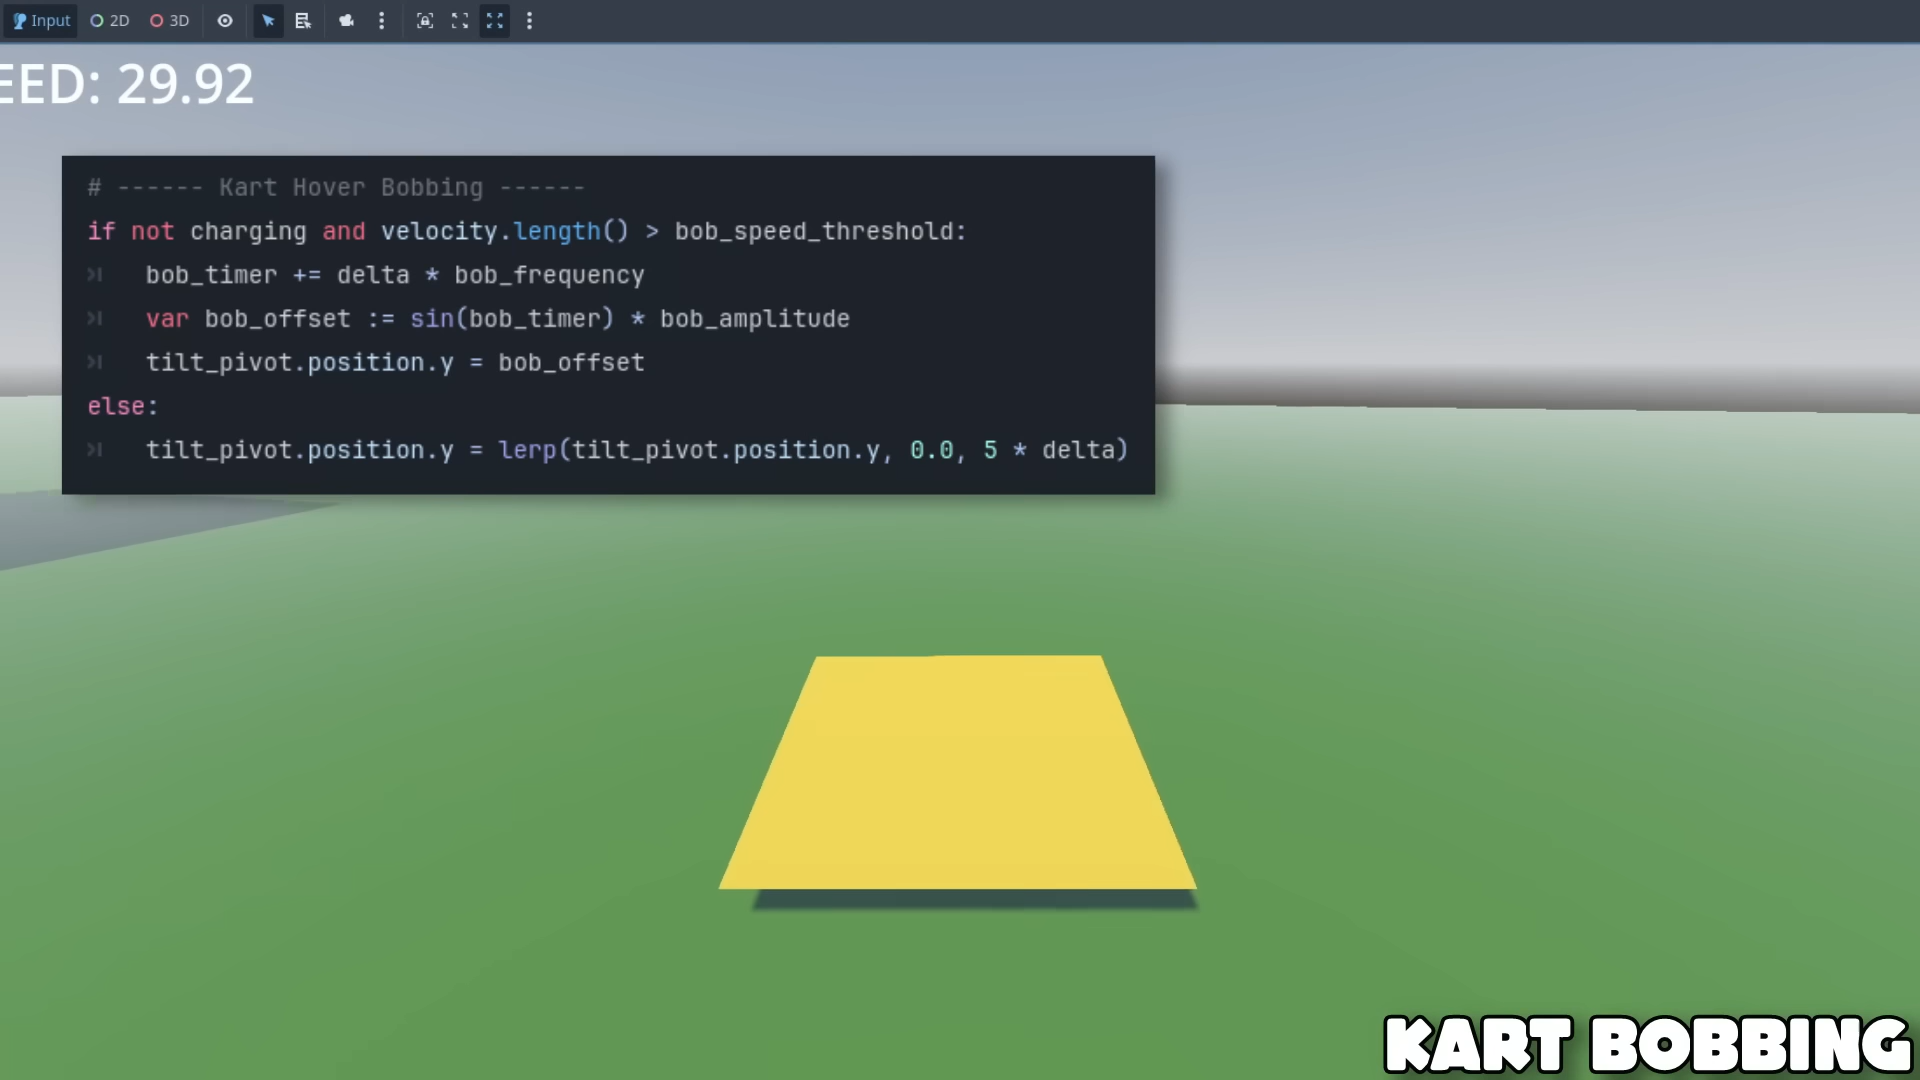 Input 2D 3D
EED: 29.92
# ------ Kart Hover Bobbing ------
if not charging and velocity.length() > bob_speed_threshold:
bob_timer += delta * bob_frequency
var bob_offset := sin(bob_timer) * bob_amplitude
tilt_pivot.position.y = bob_offset
else:
tilt_pivot.position.y = lerp(tilt_pivot.position.y, 0.0, 5 * delta)
KART BOBBING